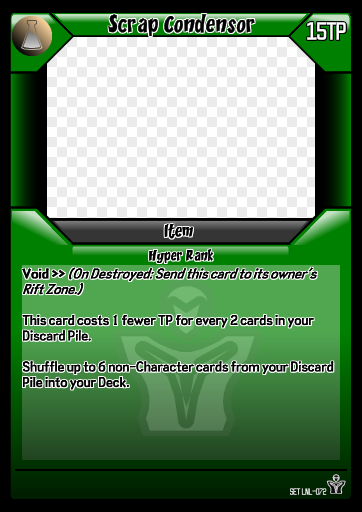 Scrap Condensor
15TP
Item
Hyper Rank
Void >> (On Destroyed: Send this card to its owner's
Rift Zone.)
This card costs 1 fewer TP for every 2 cards in your
Discard Pile.
Shuffle up to 6 non-Character cards from your Discard
Pile into your Deck.
SET LNL-072